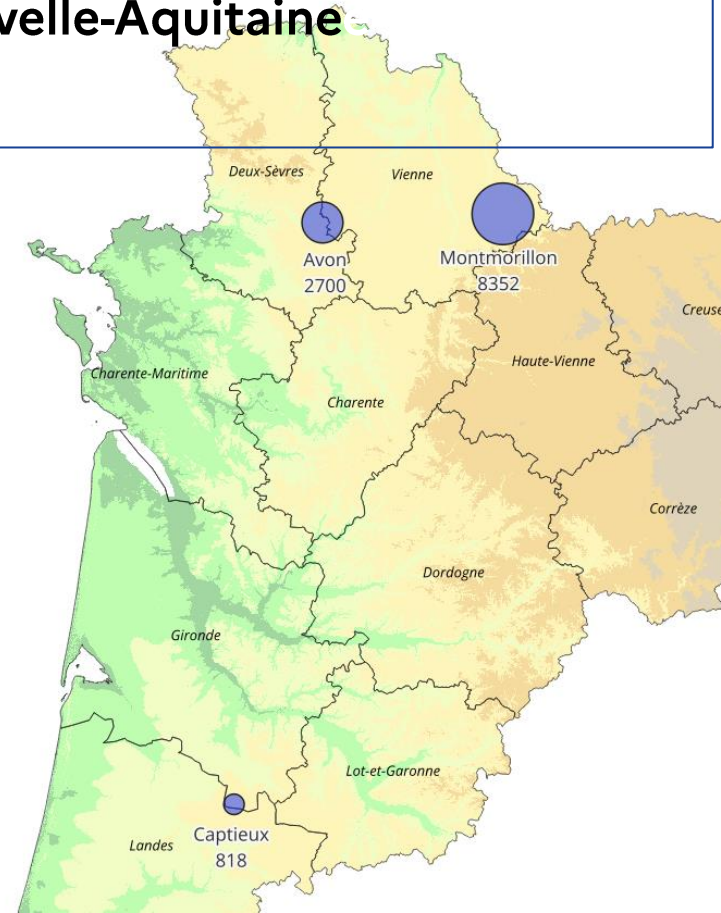 velle-Aquitaine
Deux-Sèvres
Vienne
Avon
2700
Montmorillon
8352
Creuse
Charente-Maritime
Haute-Vienne
Charente
Corrèze
Dordogne
Gironde
Lot-et-Garonne
Captieux
818
Landes